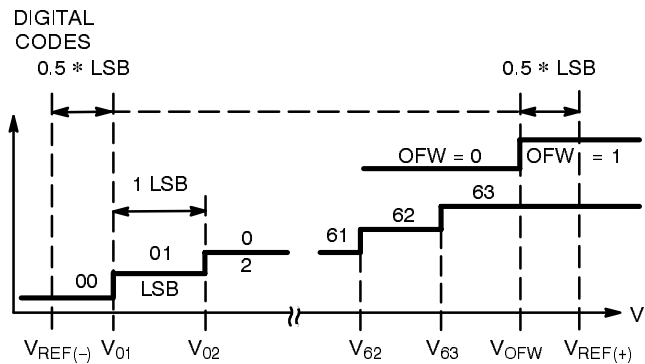 DIGITAL
CODES
0.5 * LSB
0.5 * LSB
OFW = 0
OFW = 1
1 LSB
63
62
61
01
0
2
00
LSB
V
VREF(–)
V01
V02
V62
V63
VOFW
VREF(+)